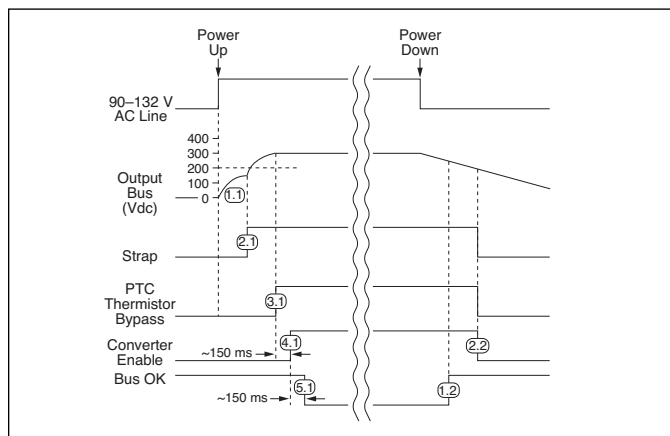 Power
Up
Power
Down
90–132 V
AC Line
400
300
200
100
0
Output
Bus
(Vdc)
1.1
Strap
2.1
PTC
Thermistor
Bypass
3.1
Converter
Enable
~150 ms
4.1
2.2
Bus OK
~150 ms
5.1
1.2